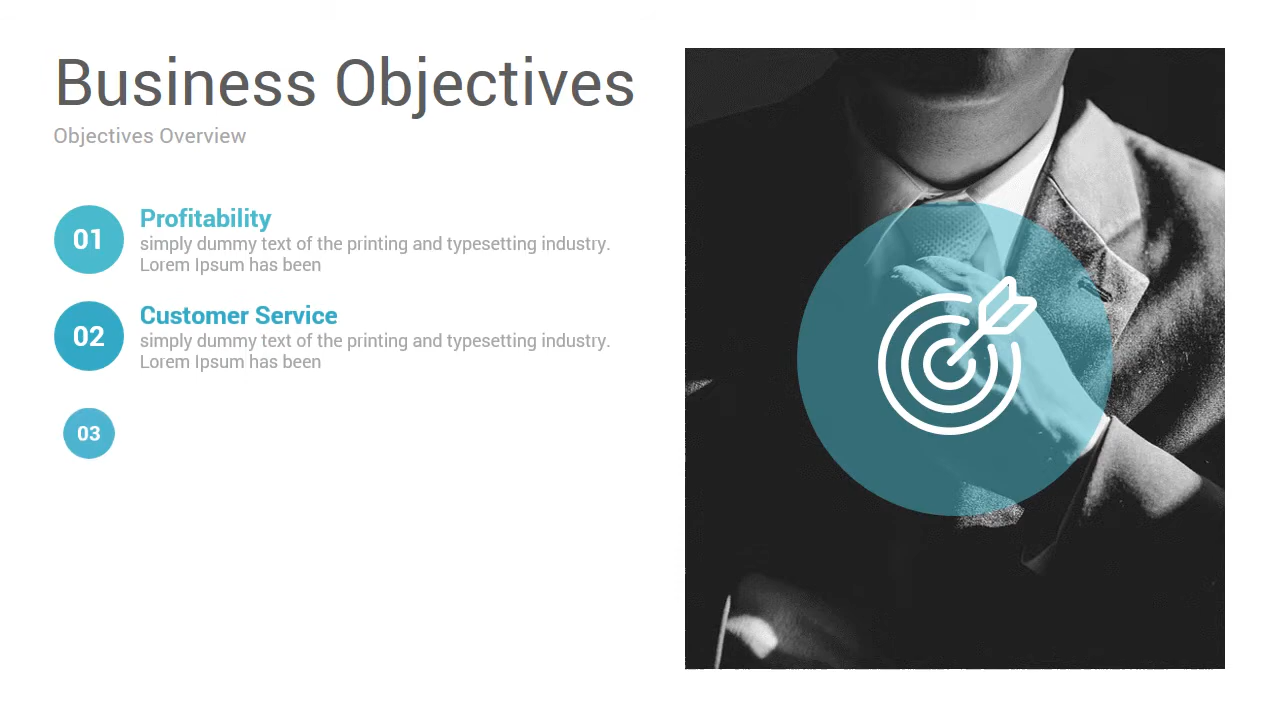 Business Objectives
Objectives Overview
01
Profitability
simply dummy text of the printing and typesetting industry.
Lorem Ipsum has been
02
Customer Service
simply dummy text of the printing and typesetting industry.
Lorem Ipsum has been
03